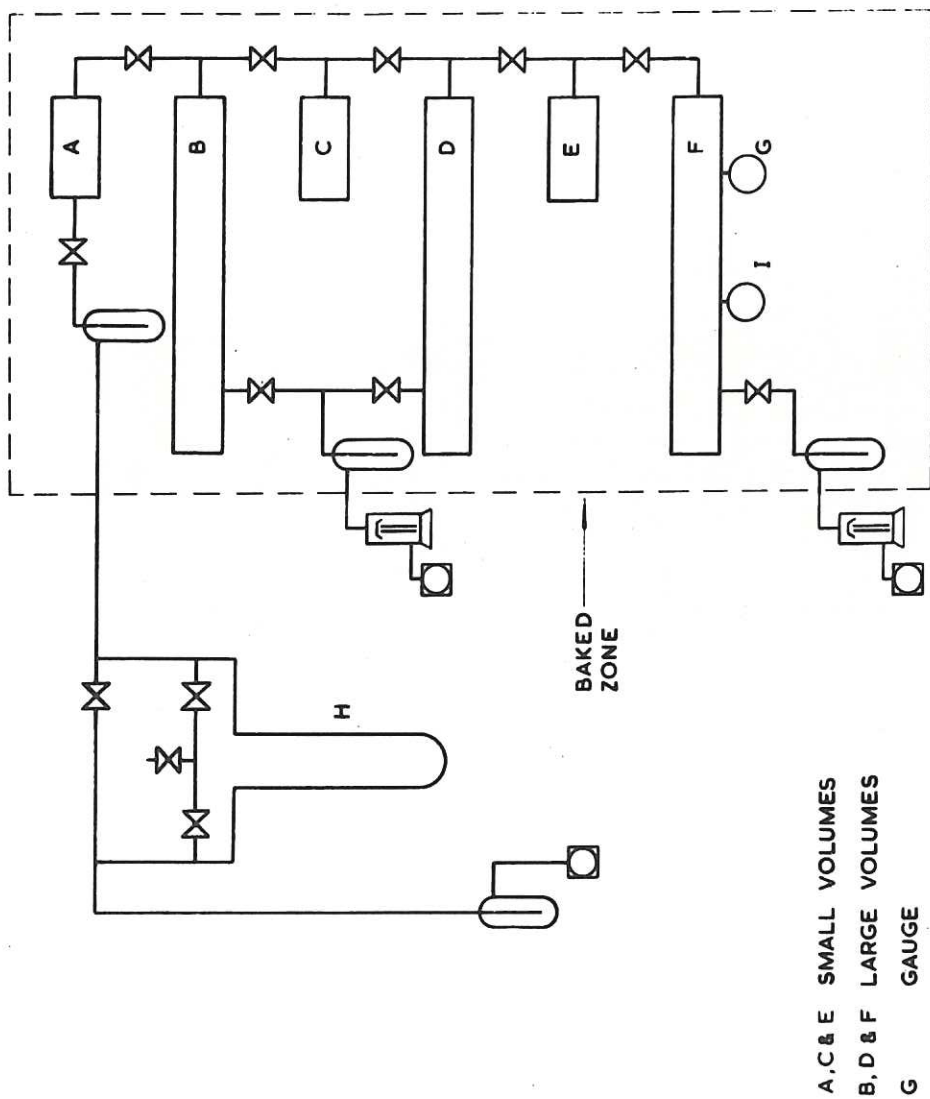 A
B
C
D
E
F
G
I
H
BAKED
ZONE
A,C & E SMALL VOLUMES
B,D & F LARGE VOLUMES
G GAUGE